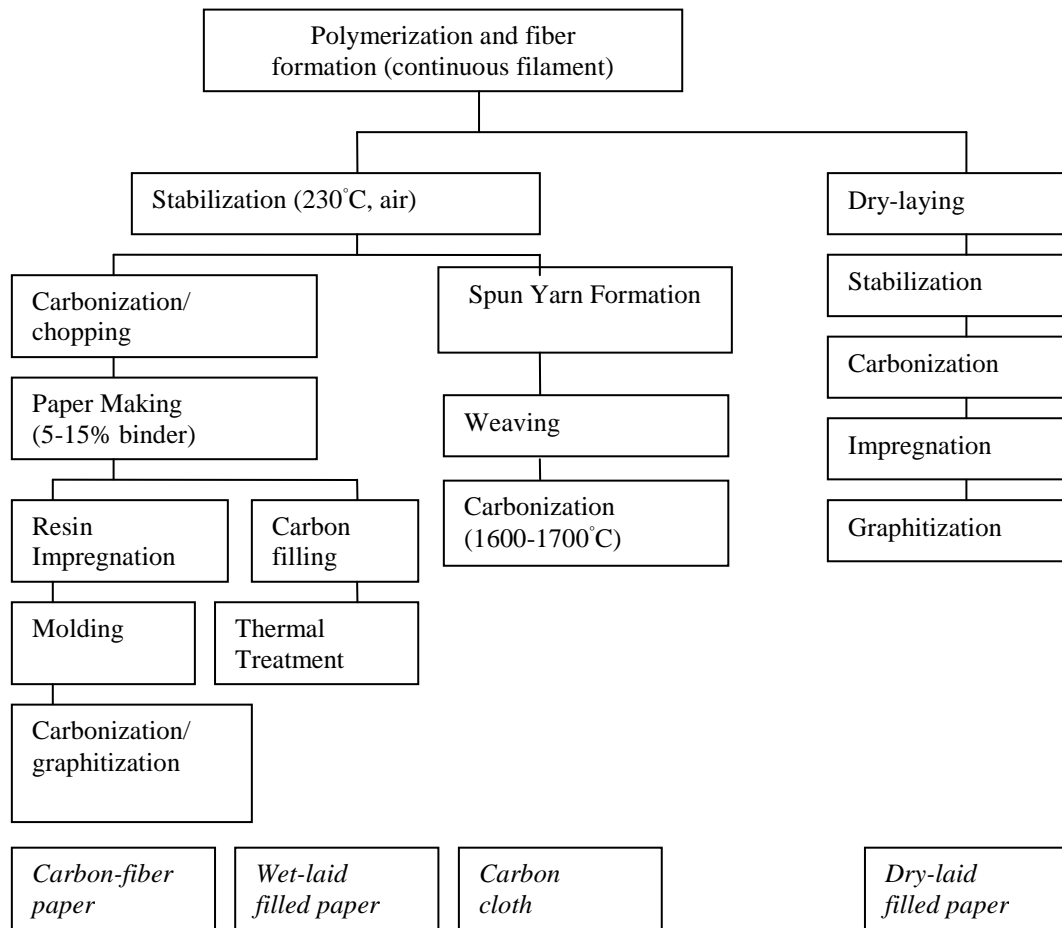 Polymerization and fiber
formation (continuous filament)
Stabilization (230°C, air)
Dry-laying
Carbonization/
chopping
Spun Yarn Formation
Stabilization
Paper Making
(5-15% binder)
Weaving
Carbonization
Resin
Impregnation
Carbon
filling
Carbonization
(1600-1700°C)
Impregnation
Molding
Thermal
Treatment
Graphitization
Carbonization/
graphitization
Carbon-fiber
paper
Wet-laid
filled paper
Carbon
cloth
Dry-laid
filled paper